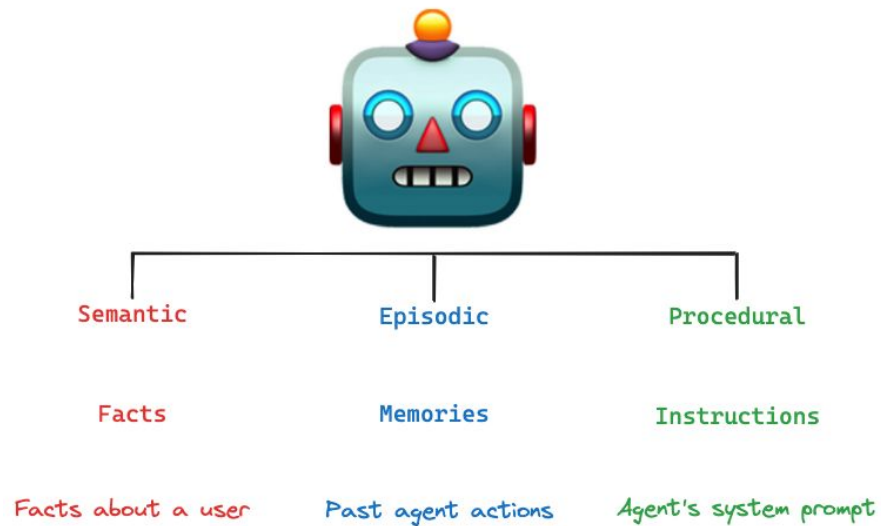 Semantic Episodic Procedural
Facts Memories Instructions
Facts about a user Past agent actions Agent's system prompt